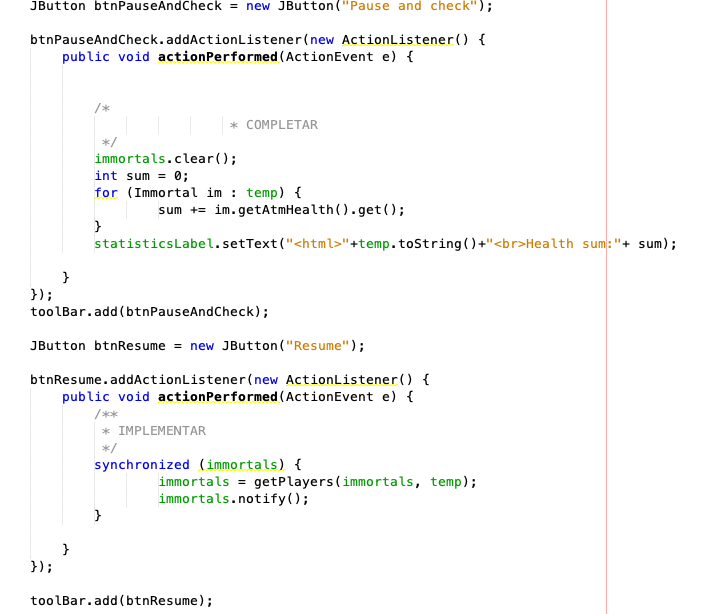 JButton btnPauseAndCheck = new JButton("Pause and check");
btnPauseAndCheck.addActionListener(new ActionListener() {
public void actionPerformed(ActionEvent e) {
/*
* COMPLETAR
*/
immortals.clear();
int sum = 0;
for (Immortal im : temp) {
sum += im.getAtmHealth().get();
}
statisticsLabel.setText("<html>"+temp.toString()+"<br>Health sum:"+ sum);
}
});
toolBar.add(btnPauseAndCheck);
JButton btnResume = new JButton("Resume");
btnResume.addActionListener(new ActionListener() {
public void actionPerformed(ActionEvent e) {
/**
* IMPLEMENTAR
*/
synchronized (immortals) {
immortals = getPlayers(immortals, temp);
immortals.notify();
}
}
});
toolBar.add(btnResume);